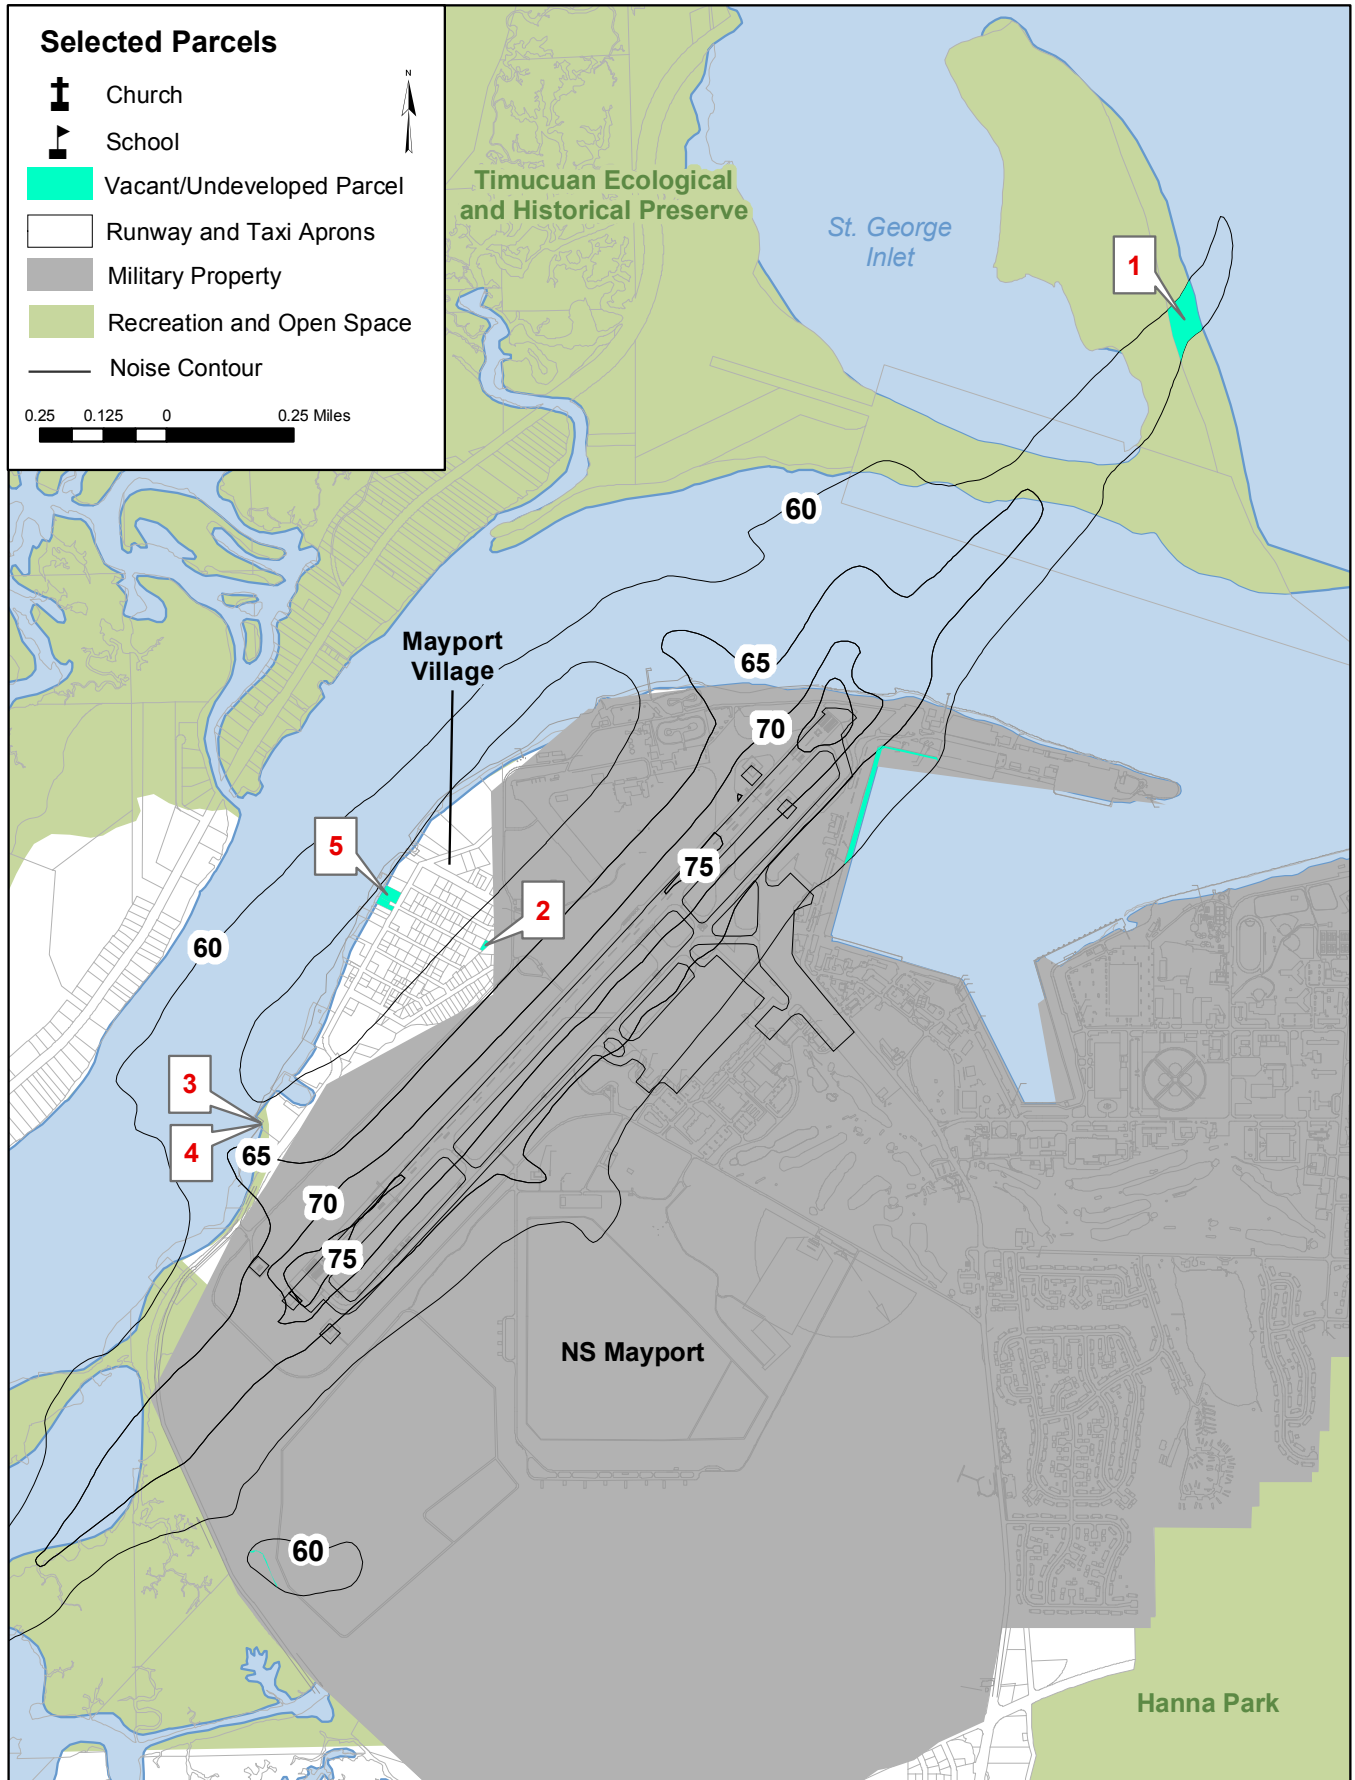 Selected Parcels
Church
School
Vacant/Undeveloped Parcel
Runway and Taxi Aprons
Military Property
Recreation and Open Space
Noise Contour
0.25 0.125 0 0.25 Miles
N
Timucuan Ecological
and Historical Preserve
St. George
Inlet
1
60
Mayport
Village
65
70
5
75
2
60
3
4
65
70
75
NS Mayport
60
Hanna Park